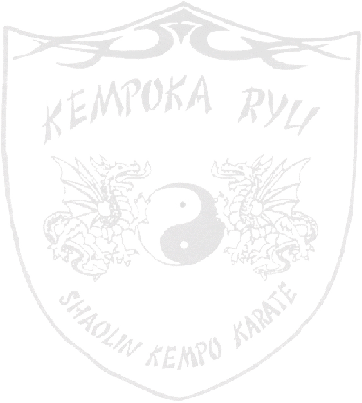 KEMPOKA RYU
SHAOLIN KEMPO KARATE